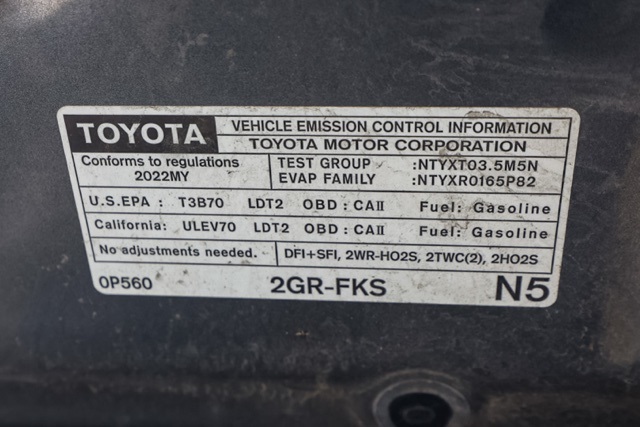 TOYOTA
VEHICLE EMISSION CONTROL INFORMATION
TOYOTA MOTOR CORPORATION
Conforms to regulations
2022MY
TEST GROUP :NTYXT03.5M5N
EVAP FAMILY :NTYXR0165P82
U.S.EPA : T3B70 LDT2 OBD : CAII Fuel: Gasoline
California: ULEV70 LDT2 OBD : CAII Fuel: Gasoline
No adjustments needed. DFI+SFI, 2WR-HO2S, 2TWC(2), 2HO2S
0P560 2GR-FKS N5